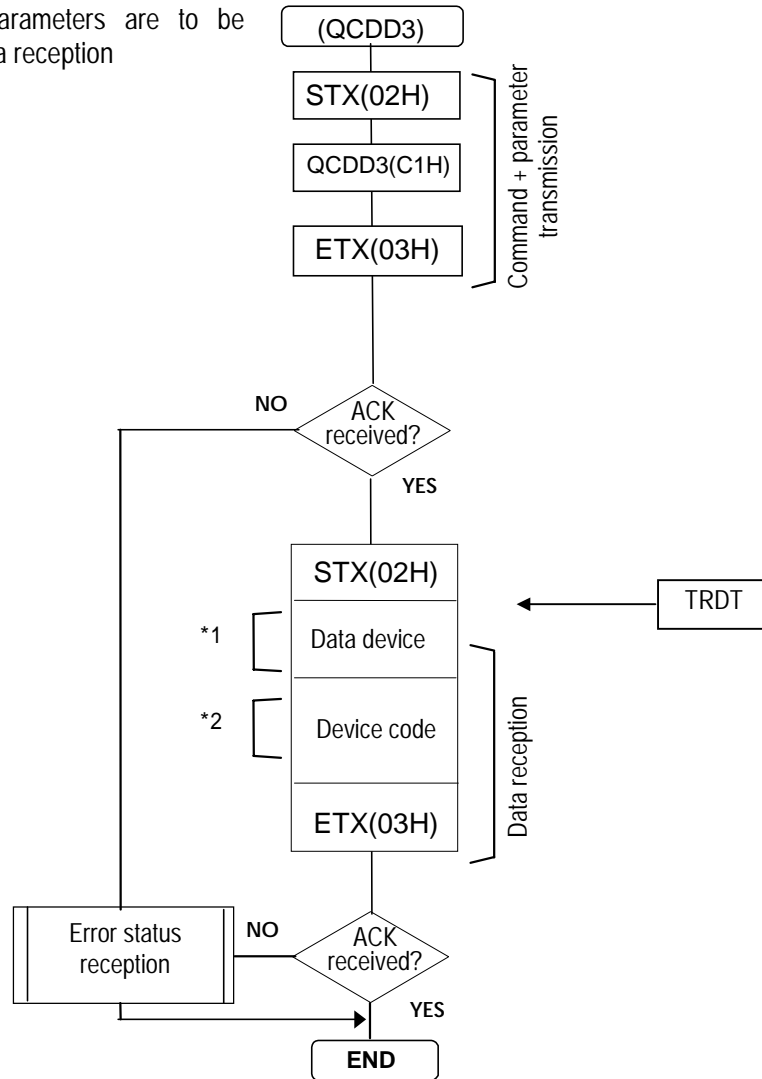 arameters are to be
a reception
(QCDD3)
STX(02H)
QCDD3(C1H)
ETX(03H)
Command + parameter
transmission
NO
ACK
received?
YES
STX(02H)
TRDT
*1
Data device
*2
Device code
Data reception
ETX(03H)
Error status
reception
NO
ACK
received?
YES
END